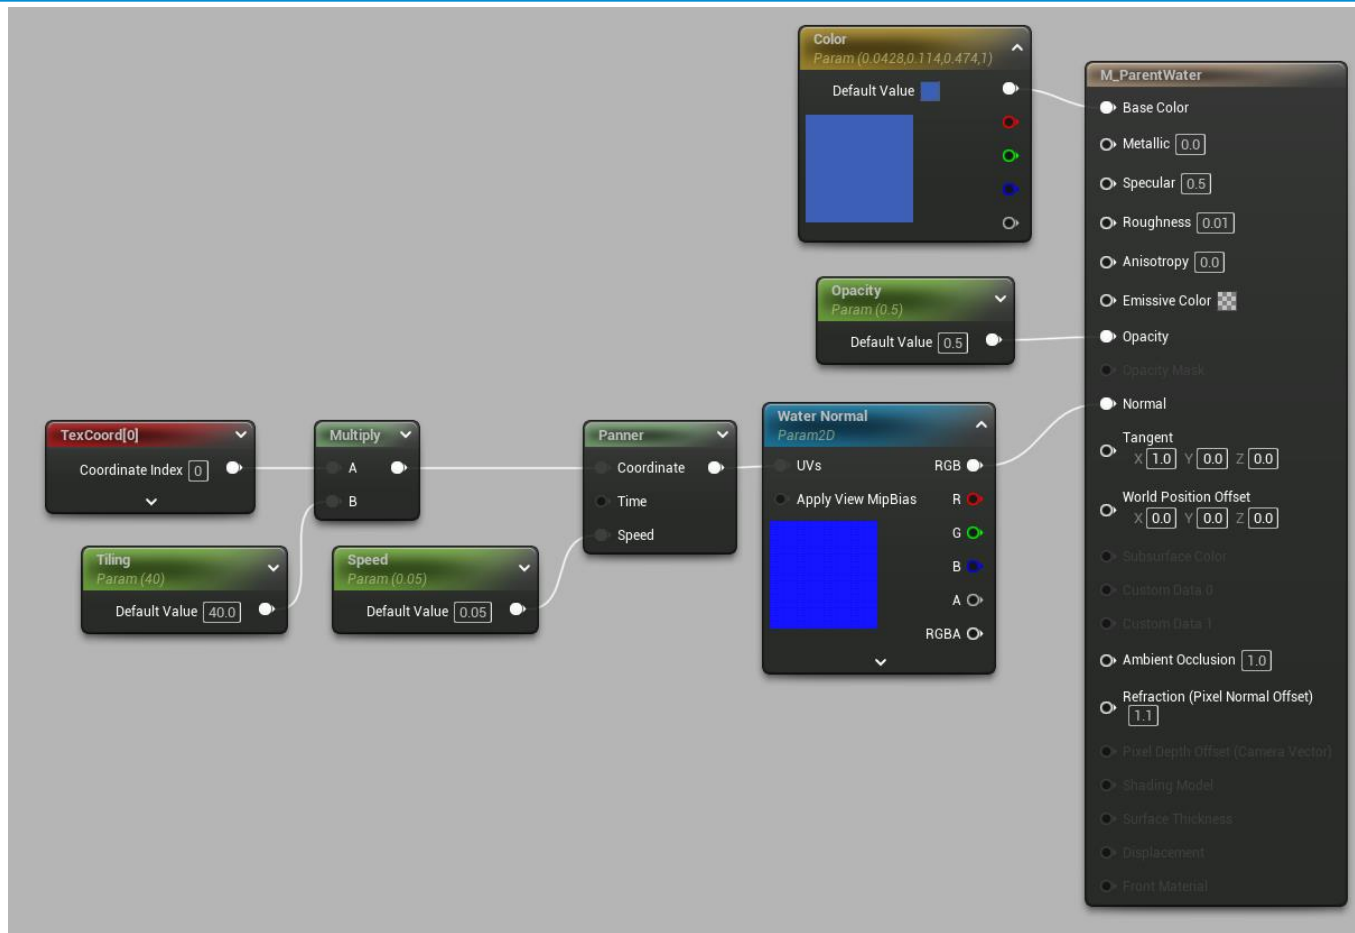 Color
Param (0.0428,0.114,0.474,1)
Default Value
M_ParentWater
Base Color
Metallic 0.0
Specular 0.5
Roughness 0.01
Anisotropy 0.0
Emissive Color
Opacity
Opacity Mask
Normal
Tangent
X 1.0 Y 0.0 Z 0.0
World Position Offset
X 0.0 Y 0.0 Z 0.0
Subsurface Color
Custom Data 0
Custom Data 1
Ambient Occlusion 1.0
Refraction (Pixel Normal Offset)
1.1
Pixel Depth Offset (Camera Vector)
Shading Model
Surface Thickness
Displacement
Front Material
Opacity
Param (0.5)
Default Value 0.5
TexCoord[0]
Coordinate Index 0
Multiply
A
B
Tiling
Param (40)
Default Value 40.0
Speed
Param (0.05)
Default Value 0.05
Panner
Coordinate
Time
Speed
Water Normal
Param2D
UVs RGB
Apply View MipBias R
G
B
A
RGBA